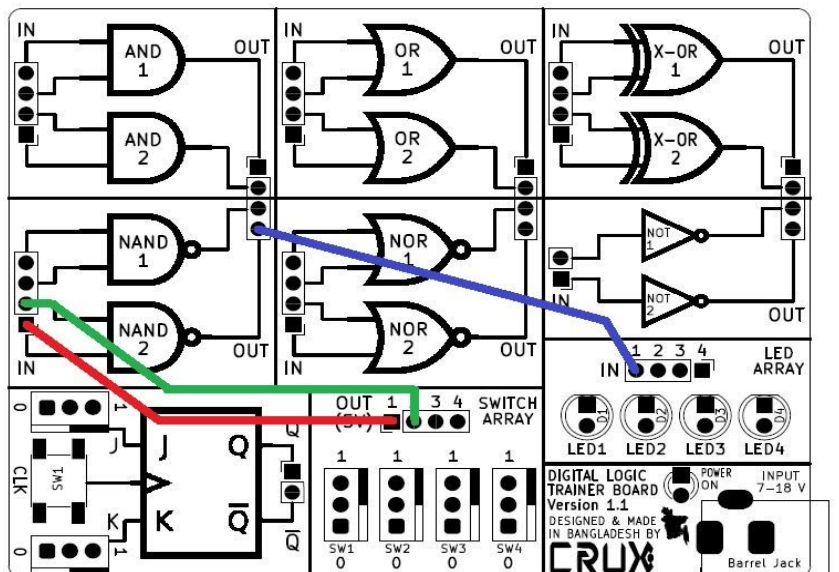 IN
AND
1
OUT
AND
2
IN
OR
1
OUT
OR
2
IN
X-OR
1
OUT
X-OR
2
NAND
1
NAND
2
IN
OUT
NOR
1
NOR
2
IN
OUT
NOT
1
NOT
2
IN
OUT
1 2 3 4
IN
LED
ARRAY
D1
D2
D3
D4
LED1 LED2 LED3 LED4
0
1
J
CLK
SW1
K
0
1
J
Q
K
Q̅
Q
Q̅
OUT
(5V)
1 3 4
SWITCH
ARRAY
1 1 1 1
SW1 SW2 SW3 SW4
0 0 0 0
DIGITAL LOGIC
TRAINER BOARD
Version 1.1
DESIGNED & MADE
IN BANGLADESH BY
CRUX
POWER
ON
INPUT
7-18 V
Barrel Jack